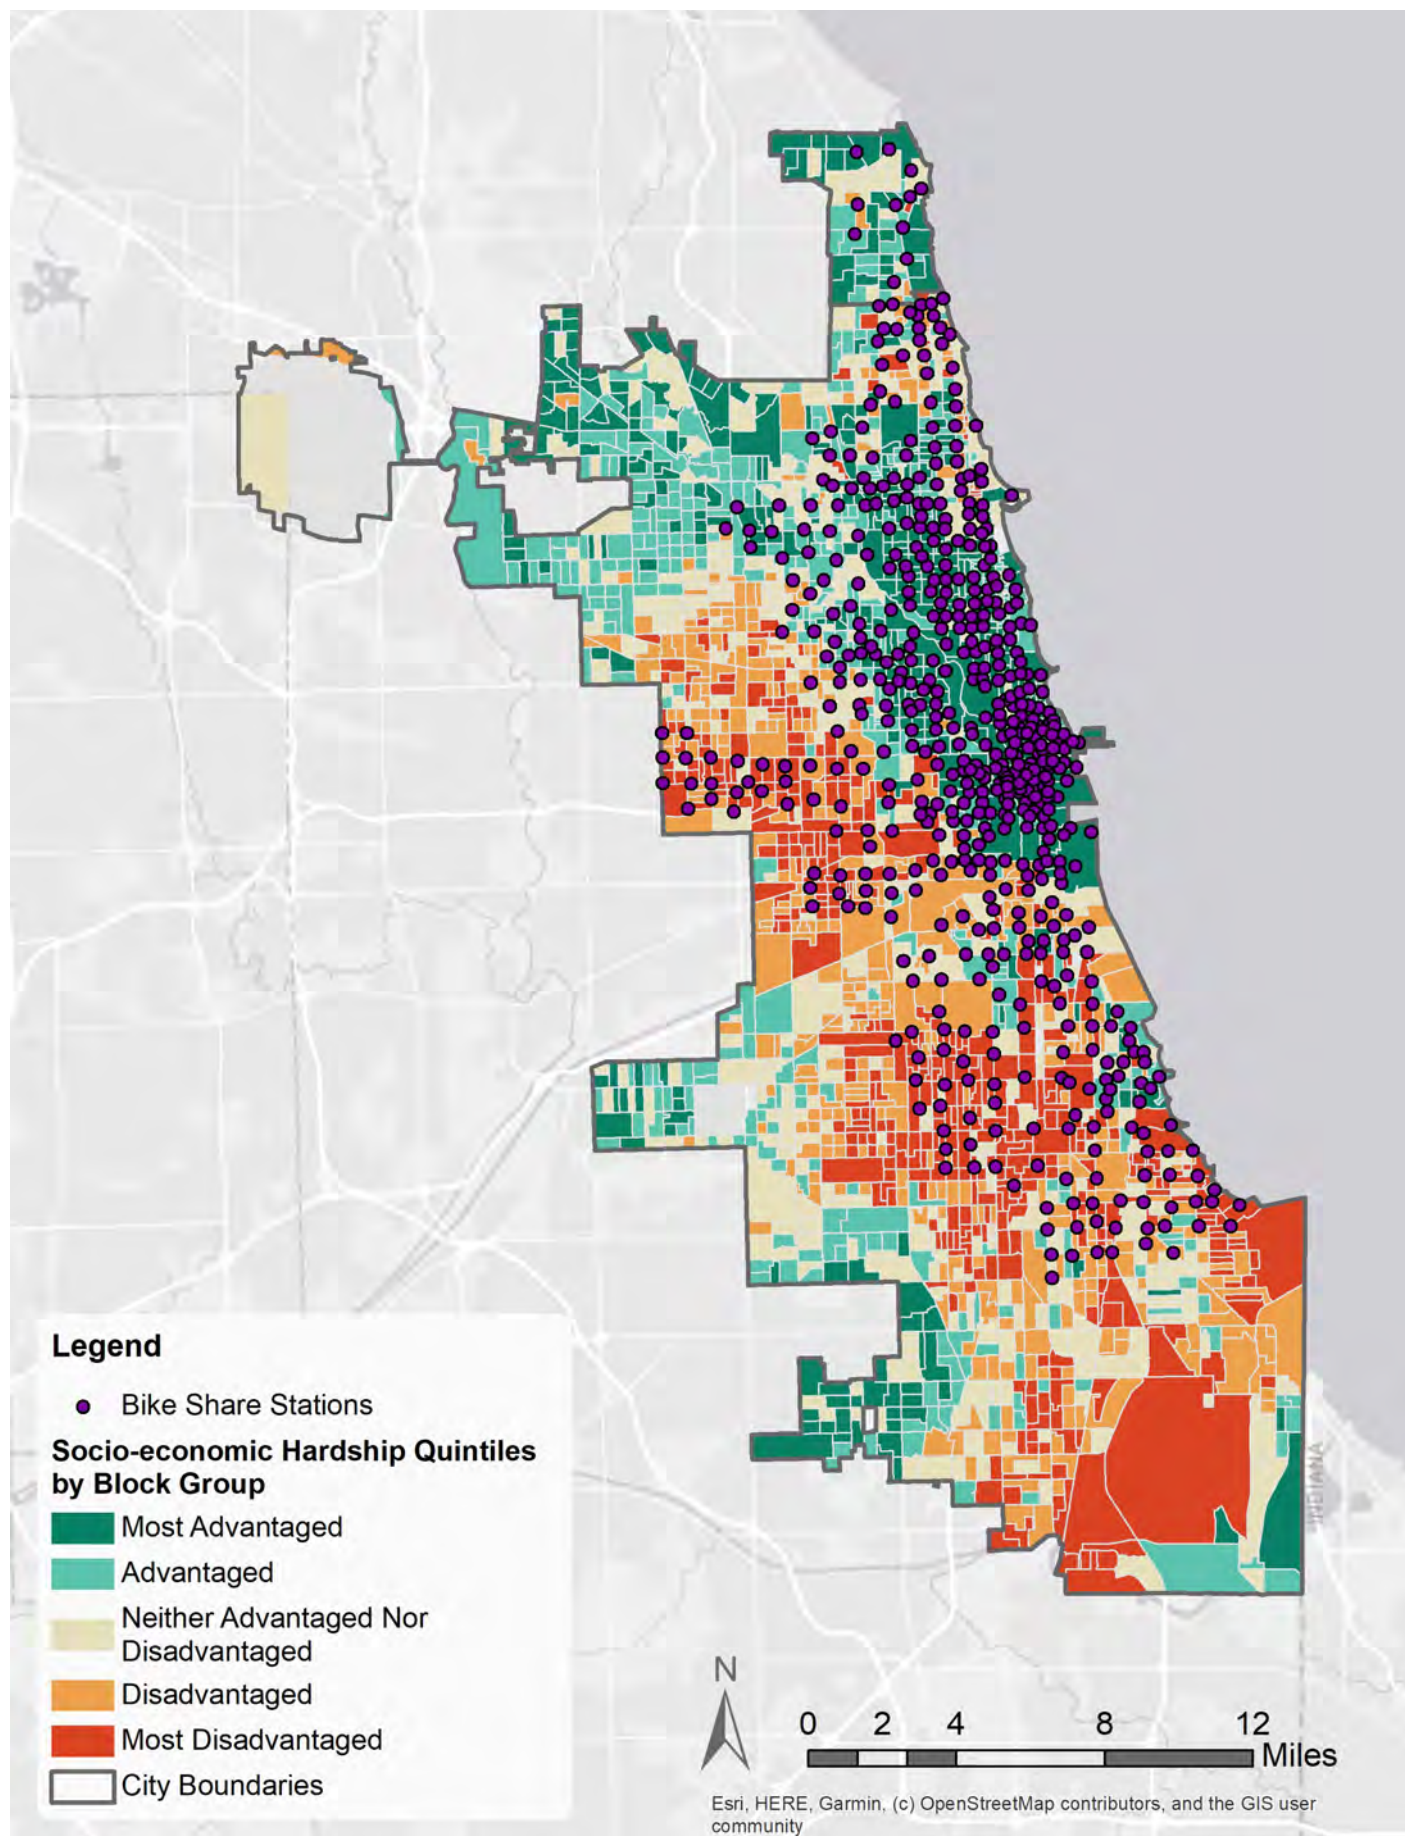 Legend
Bike Share Stations
Socio-economic Hardship Quintiles
by Block Group
Most Advantaged
Advantaged
Neither Advantaged Nor
Disadvantaged
Disadvantaged
Most Disadvantaged
City Boundaries
INDIANA
N
0 2 4 8 12
Miles
Esri, HERE, Garmin, (c) OpenStreetMap contributors, and the GIS user
community